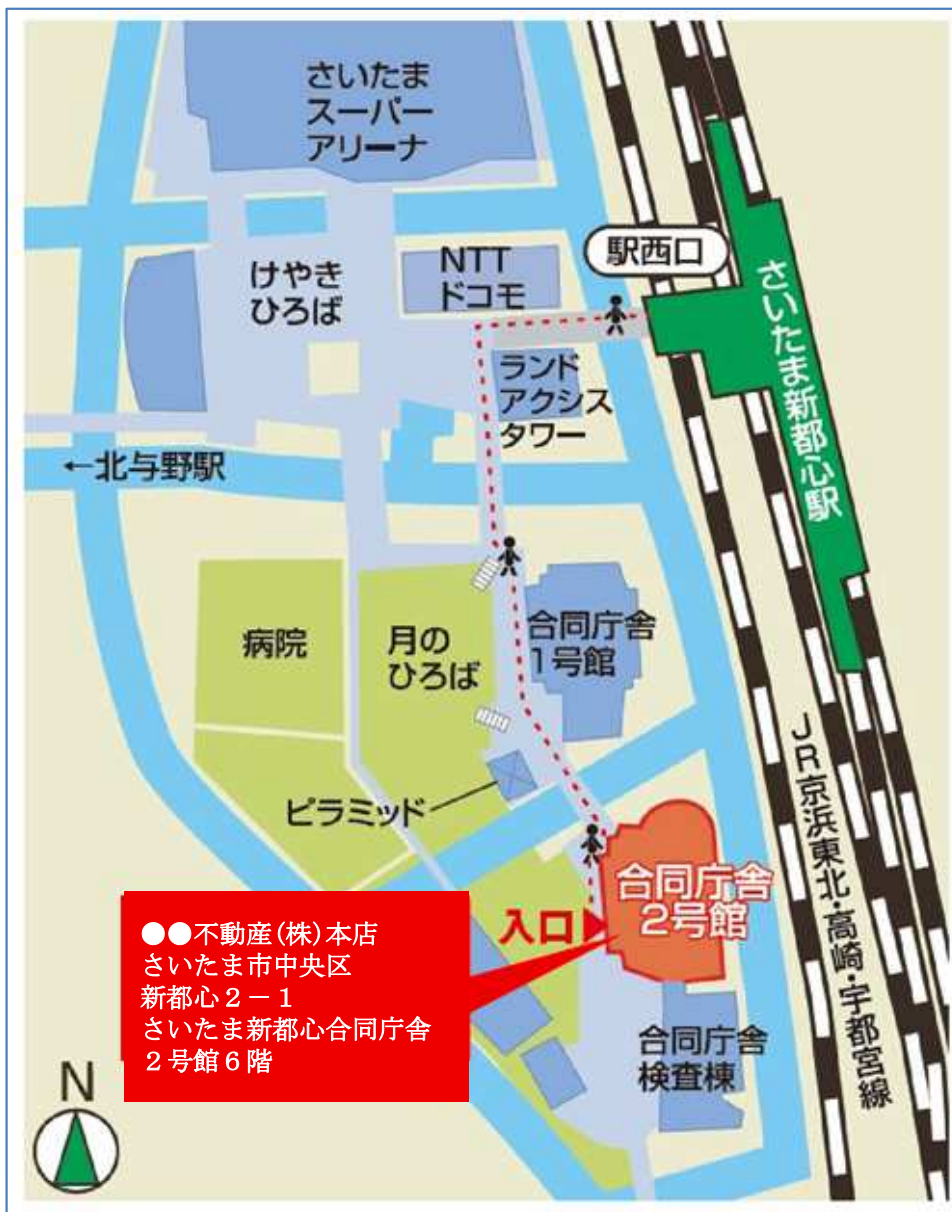 さいたま
スーパー
アリーナ
駅西口
NTT
ドコモ
けやき
ひろば
さいたま新都心駅
ランド
アクシス
タワー
←北与野駅
病院
月の
ひろば
合同庁舎
1号館
JR京浜東北・高崎・宇都宮線
ピラミッド
合同庁舎
2号館
入口
●●不動産(株)本店
さいたま市中央区
新都心2-1
さいたま新都心合同庁舎
2号館6階
合同庁舎
検査棟
N